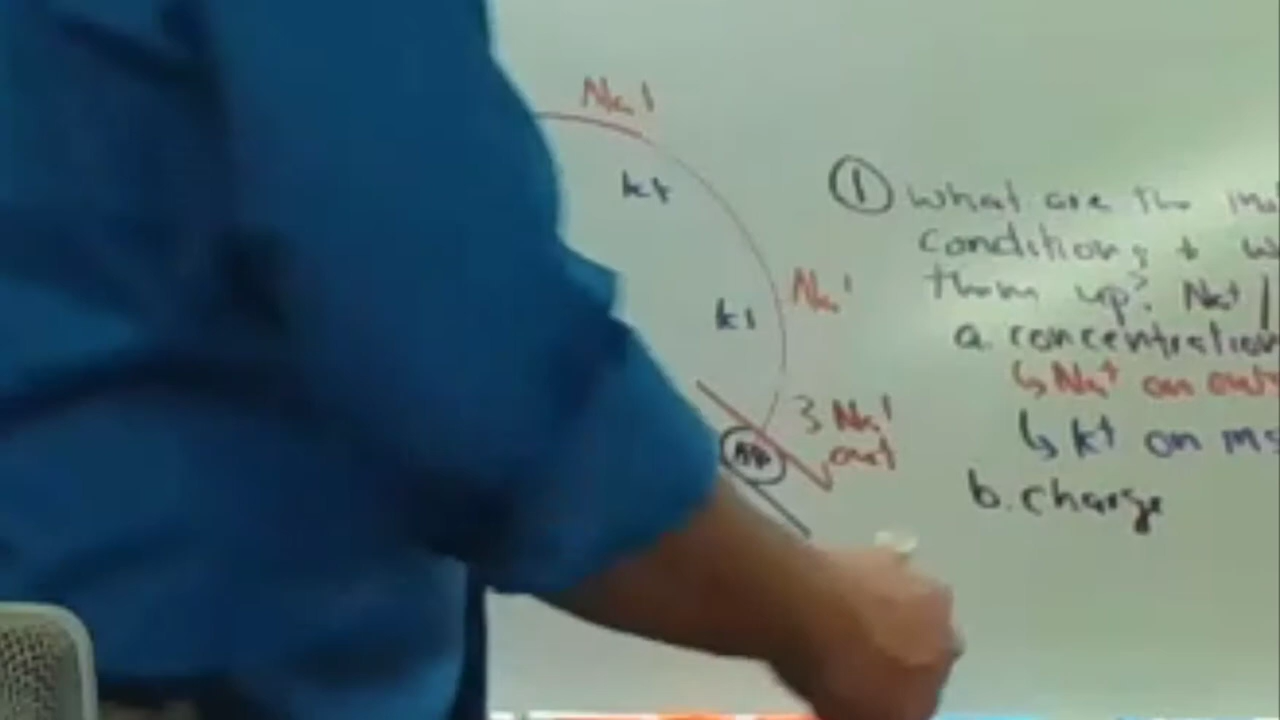 Na+
K+
Na+
K+
3 Na+
out
① What are the
conditions +
them up? Na+
a. concentration
↳ Na+ on
↳ K+ on
b. charge